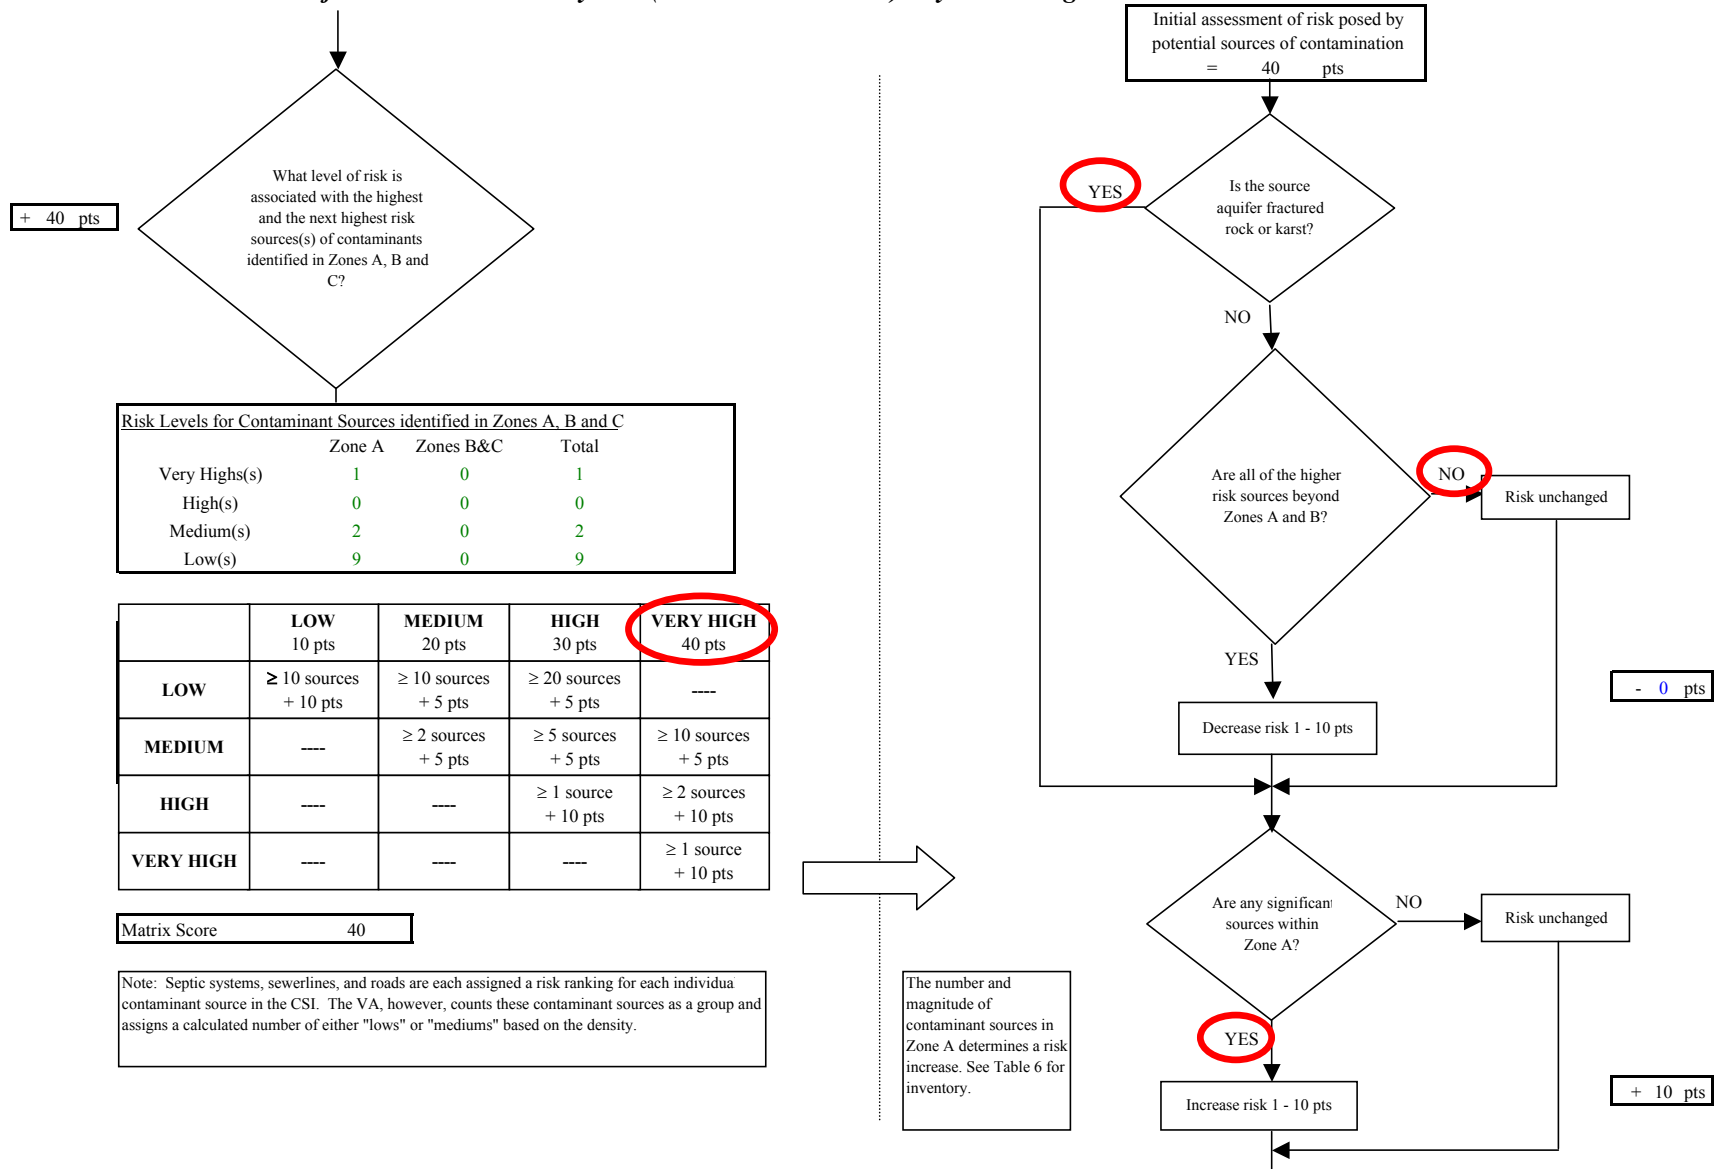 + 40 pts
What level of risk is
associated with the highest
and the next highest risk
sources(s) of contaminants
identified in Zones A, B and
C?
Risk Levels for Contaminant Sources identified in Zones A, B and C
Zone A Zones B&C Total
Very Highs(s) 1 0 1
High(s) 0 0 0
Medium(s) 2 0 2
Low(s) 9 0 9
LOW MEDIUM HIGH VERY HIGH
10 pts 20 pts 30 pts 40 pts
LOW ≥ 10 sources ≥ 10 sources ≥ 20 sources ----
+ 10 pts + 5 pts + 5 pts
MEDIUM ---- ≥ 2 sources ≥ 5 sources ≥ 10 sources
+ 5 pts + 5 pts + 5 pts
HIGH ---- ---- ≥ 1 source ≥ 2 sources
+ 10 pts + 10 pts
VERY HIGH ---- ---- ---- ≥ 1 source
+ 10 pts
Matrix Score 40
Note: Septic systems, sewerlines, and roads are each assigned a risk ranking for each individua
contaminant source in the CSI. The VA, however, counts these contaminant sources as a group and
assigns a calculated number of either "lows" or "mediums" based on the density.
Initial assessment of risk posed by
potential sources of contamination
= 40 pts
YES
Is the source
aquifer fractured
rock or karst?
NO
Are all of the higher
risk sources beyond
Zones A and B?
NO
Risk unchanged
YES
- 0 pts
Decrease risk 1 - 10 pts
Are any significant
sources within
Zone A?
NO
Risk unchanged
The number and
magnitude of
contaminant sources in
Zone A determines a risk
increase. See Table 6 for
inventory.
YES
+ 10 pts
Increase risk 1 - 10 pts